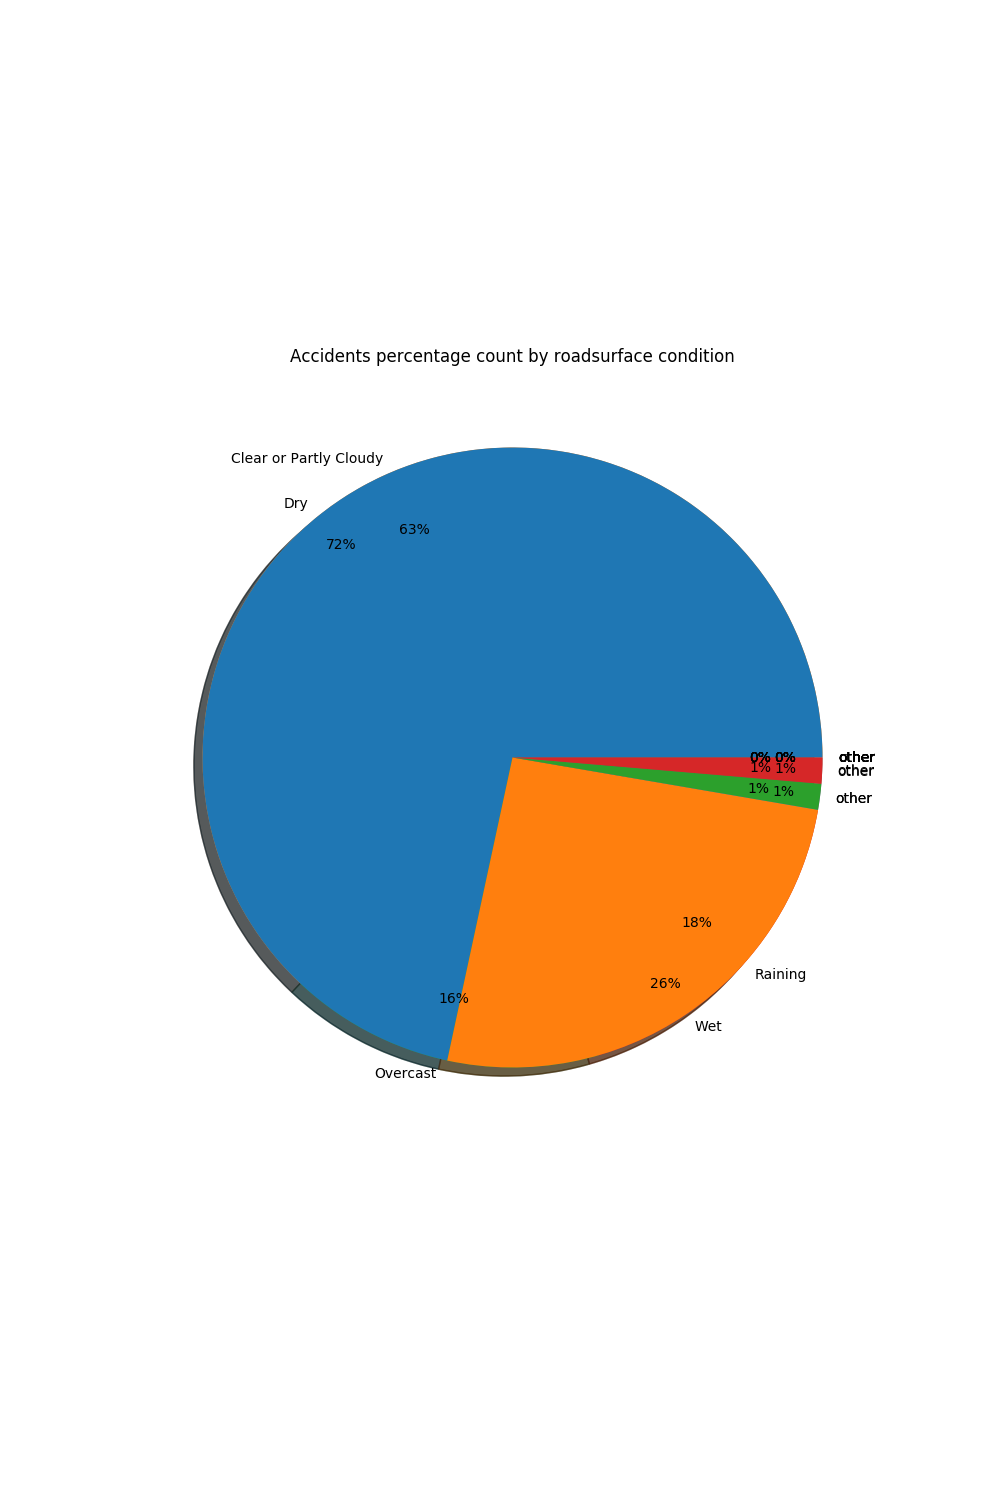 Accidents percentage count by roadsurface condition
Clear or Partly Cloudy
Dry
63%
72%
0% 0% other
1% 1% other
1% 1% other
18%
Raining
26%
16%
Wet
Overcast